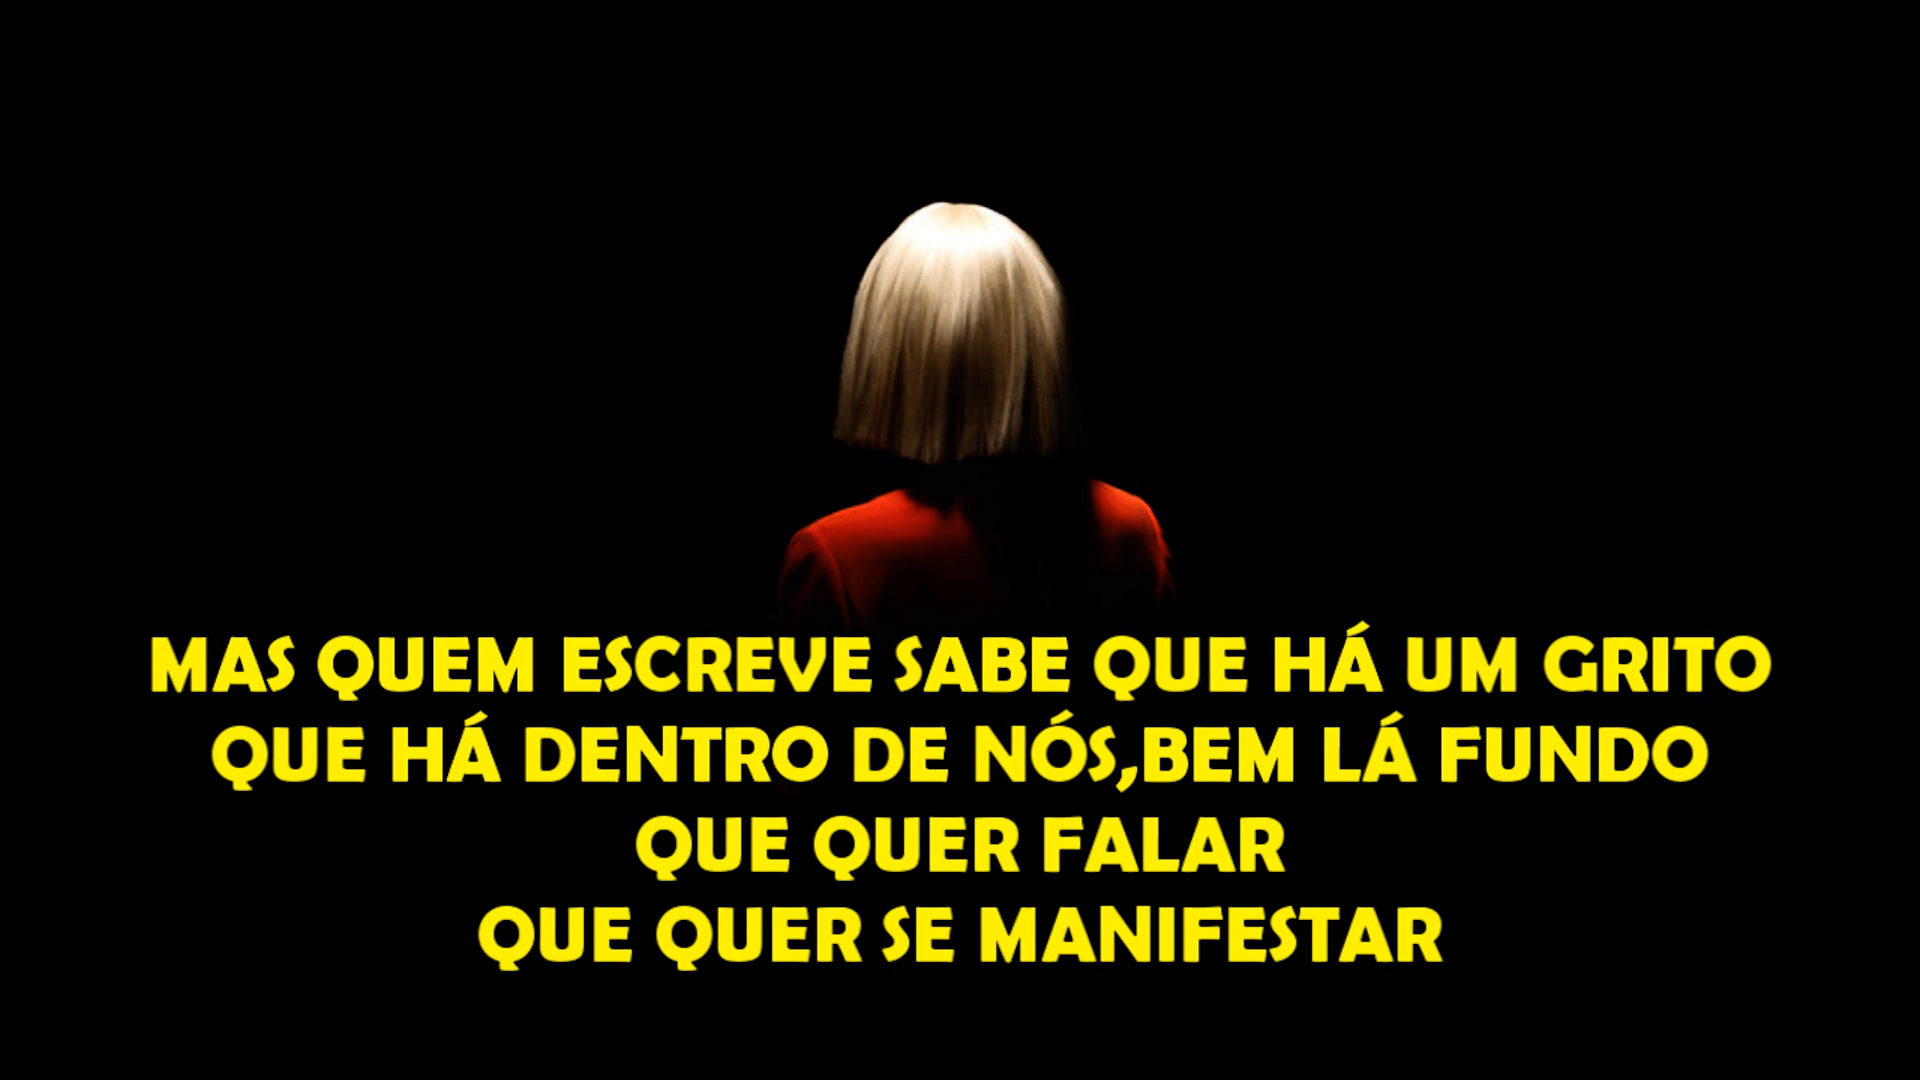 MAS QUEM ESCREVE SABE QUE HÁ UM GRITO
QUE HÁ DENTRO DE NÓS,BEM LÁ FUNDO
QUE QUER FALAR
QUE QUER SE MANIFESTAR